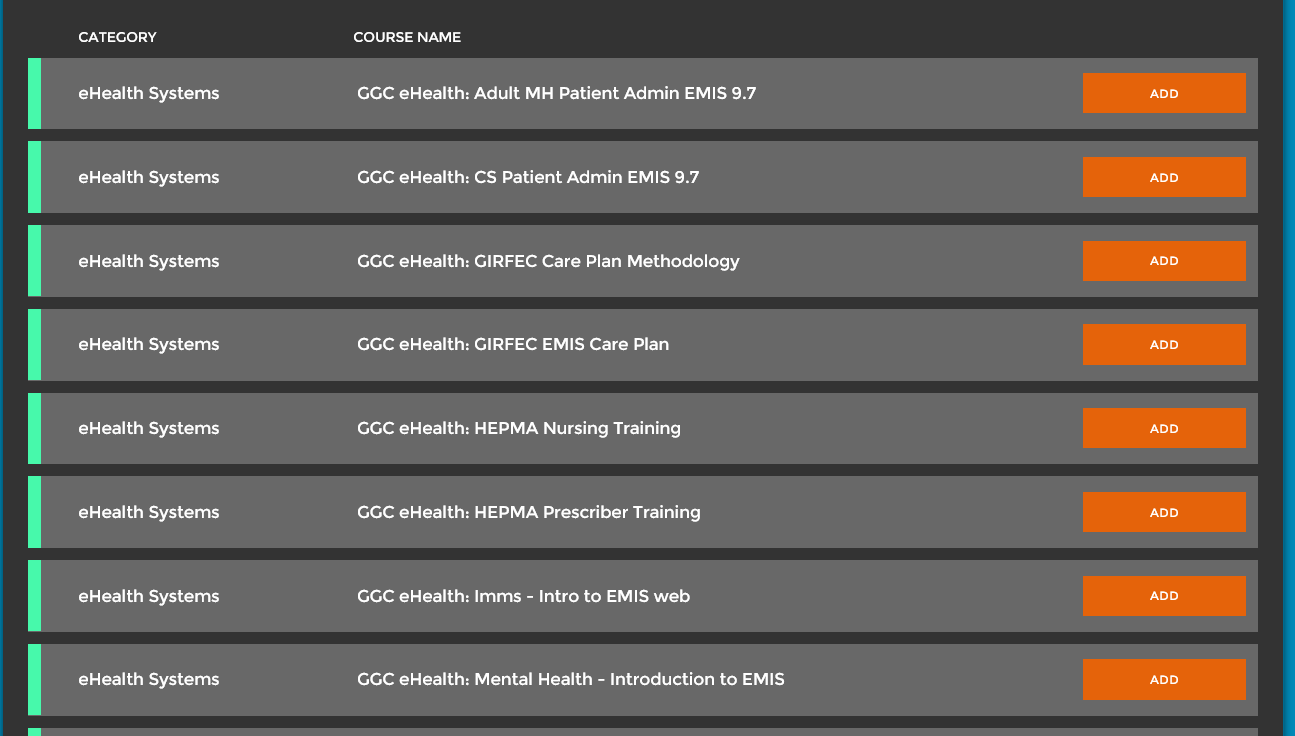 CATEGORY COURSE NAME
eHealth Systems GGC eHealth: Adult MH Patient Admin EMIS 9.7 ADD
eHealth Systems GGC eHealth: CS Patient Admin EMIS 9.7 ADD
eHealth Systems GGC eHealth: GIRFEC Care Plan Methodology ADD
eHealth Systems GGC eHealth: GIRFEC EMIS Care Plan ADD
eHealth Systems GGC eHealth: HEPMA Nursing Training ADD
eHealth Systems GGC eHealth: HEPMA Prescriber Training ADD
eHealth Systems GGC eHealth: Imms - Intro to EMIS web ADD
eHealth Systems GGC eHealth: Mental Health - Introduction to EMIS ADD